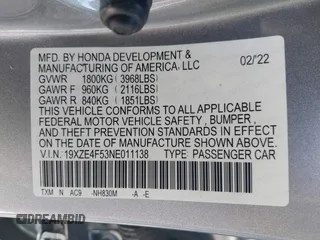 MFD. BY HONDA DEVELOPMENT &
MANUFACTURING OF AMERICA, LLC 02/'22
GVWR 1800KG (3968LBS)
GAWR F 960KG (2116LBS)
GAWR R 840KG (1851LBS)
THIS VEHICLE CONFORMS TO ALL APPLICABLE
FEDERAL MOTOR VEHICLE SAFETY , BUMPER ,
AND THEFT PREVENTION STANDARDS IN EFFECT
ON THE DATE OF MANUFACTURE SHOWN ABOVE.
V.I.N. 19XZE4F53NE011138 TYPE: PASSENGER CAR
TXM N AC9 -NH830M -A -E
DREAMBID